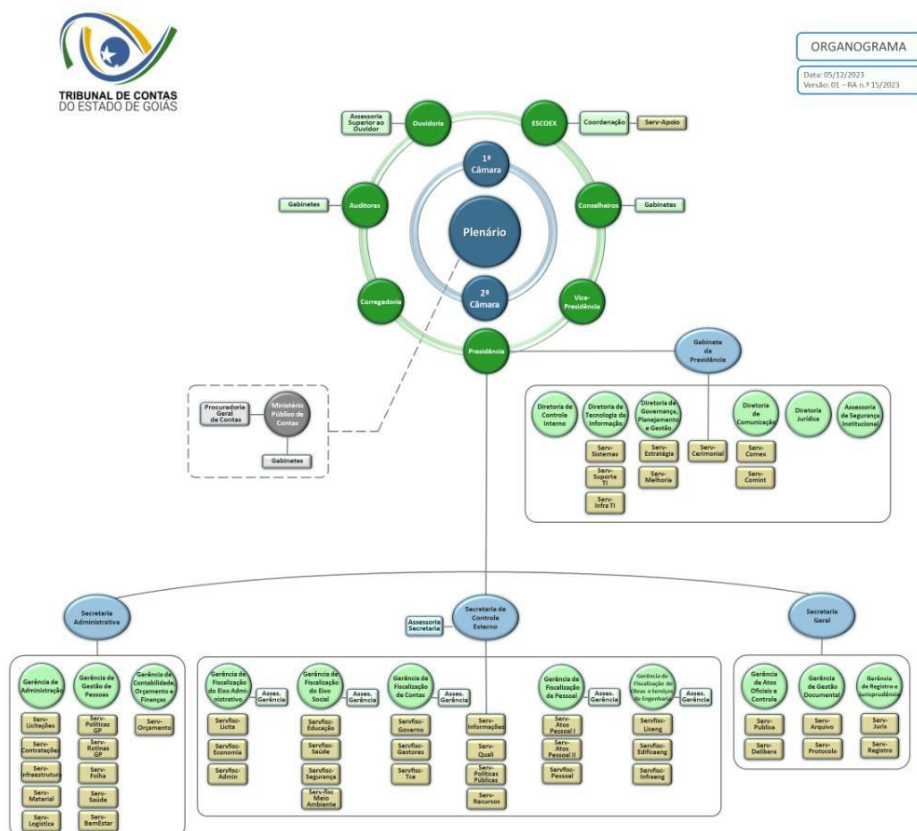 TRIBUNAL DE CONTAS
DO ESTADO DE GOIÁS
ORGANOGRAMA
Data: 05/12/2023
Versão: 01 – RA n.º 15/2023
Assessoria
Superior ao
Ouvidor
Ouvidoria
ESCOEX
Coordenação
Serv-Apoio
1ª
Câmara
Gabinetes
Auditores
Conselheiros
Gabinetes
Plenário
Corregedoria
2ª
Câmara
Vice-
Presidência
Presidência
Gabinete
da
Presidência
Procuradoria
Geral
de Contas
Ministério
Público de
Contas
Gabinetes
Diretoria de
Controle
Interno
Diretoria de
Tecnologia da
Informação
Diretoria de
Governança,
Planejamento
e Gestão
Diretoria
de
Comunicação
Diretoria
Jurídica
Assessoria
de Segurança
Institucional
Serv-
Sistemas
Serv-
Estratégia
Serv-
Cerimonial
Serv-
Comex
Serv-
Suporte
TI
Serv-
Melhoria
Serv-
Comint
Serv-
Infra TI
Secretaria
Administrativa
Assessoria
Secretaria
Secretaria de
Controle
Externo
Secretaria
Geral
Gerência de
Administração
Gerência de
Gestão de
Pessoas
Gerência de
Contabilidade,
Orçamento e
Finanças
Serv-
Licitações
Serv-
Políticas
GP
Serv-
Orçamento
Serv-
Contratações
Serv-
Rotinas
GP
Serv-
Infraestrutura
Serv-
Folha
Serv-
Material
Serv-
Saúde
Serv-
Logística
Serv-
BemEstar
Gerência de
Fiscalização
do Eixo Admi-
nistrativo
Asses.
Gerência
Gerência de
Fiscalização
do Eixo
Social
Asses.
Gerência
Gerência de
Fiscalização
de Contas
Asses.
Gerência
Gerência de
Fiscalização
de Pessoal
Asses.
Gerência
Gerência de
Fiscalização de
Obras e Serviços
de Engenharia
Asses.
Gerência
Servfisc-
Licita
Servfisc-
Educação
Servfisc-
Governo
Serv-
Informações
Serv-
Atos
Pessoal I
Servfisc-
Liceng
Servfisc-
Economia
Servfisc-
Saúde
Servfisc-
Gestores
Serv-
Quali
Serv-
Atos
Pessoal II
Servfisc-
Edificaeng
Servfisc-
Admin
Servfisc-
Segurança
Servfisc-
Tce
Serv-
Políticas
Públicas
Servfisc-
Pessoal
Servfisc-
Infraeng
Serv-fisc
Meio
Ambiente
Serv-
Recursos
Gerência
de Atos
Oficiais e
Controle
Gerência
de Gestão
Documental
Gerência
de Registro e
Jurisprudência
Serv-
Publica
Serv-
Arquivo
Serv-
Juris
Serv-
Delibera
Serv-
Protocolo
Serv-
Registro